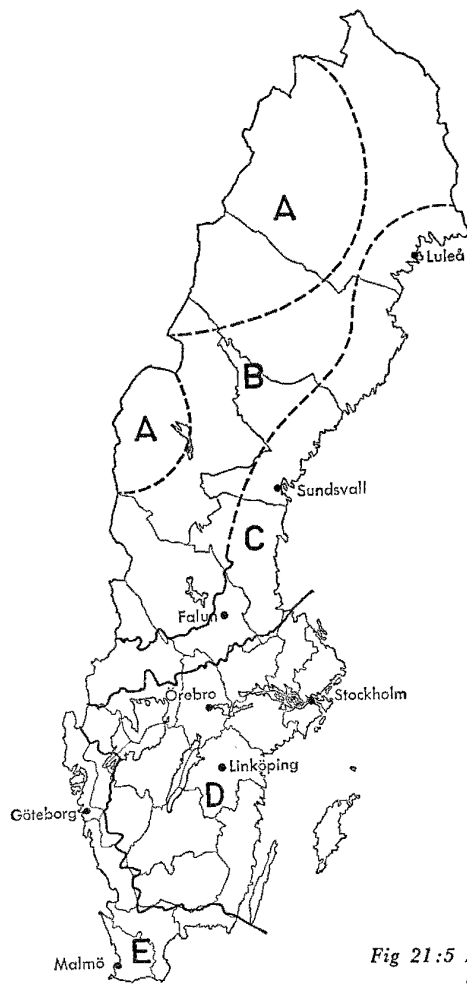 A
Luleå
B
A
Sundsvall
C
Falun
Örebro
Stockholm
Linköping
D
Göteborg
E
Malmö
Fig 21:5